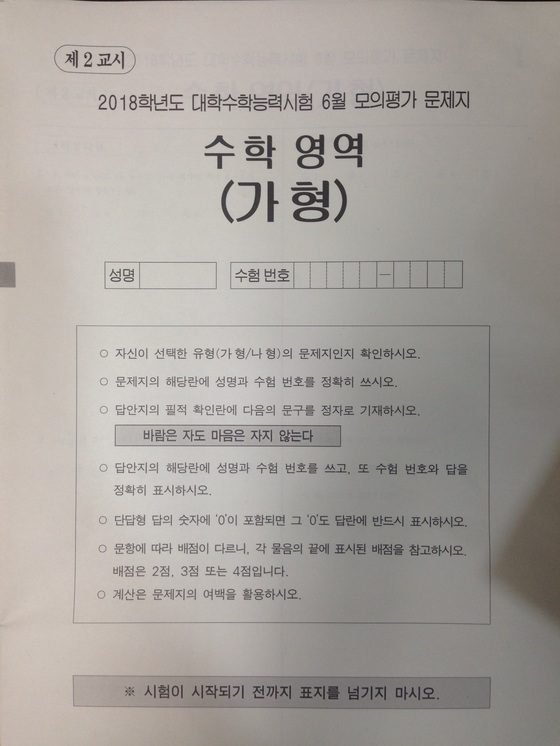 제 2 교시
2018학년도 대학수학능력시험 6월 모의평가 문제지
수학 영역
(가 형)
성명
수험 번호
—
○ 자신이 선택한 유형(가 형/나 형)의 문제지인지 확인하시오.
○ 문제지의 해당란에 성명과 수험 번호를 정확히 쓰시오.
○ 답안지의 필적 확인란에 다음의 문구를 정자로 기재하시오.
바람은 자도 마음은 자지 않는다
○ 답안지의 해당란에 성명과 수험 번호를 쓰고, 또 수험 번호와 답을
정확히 표시하시오.
○ 단답형 답의 숫자에 ‘0’이 포함되면 그 ‘0’도 답란에 반드시 표시하시오.
○ 문항에 따라 배점이 다르니, 각 물음의 끝에 표시된 배점을 참고하시오.
배점은 2점, 3점 또는 4점입니다.
○ 계산은 문제지의 여백을 활용하시오.
※ 시험이 시작되기 전까지 표지를 넘기지 마시오.